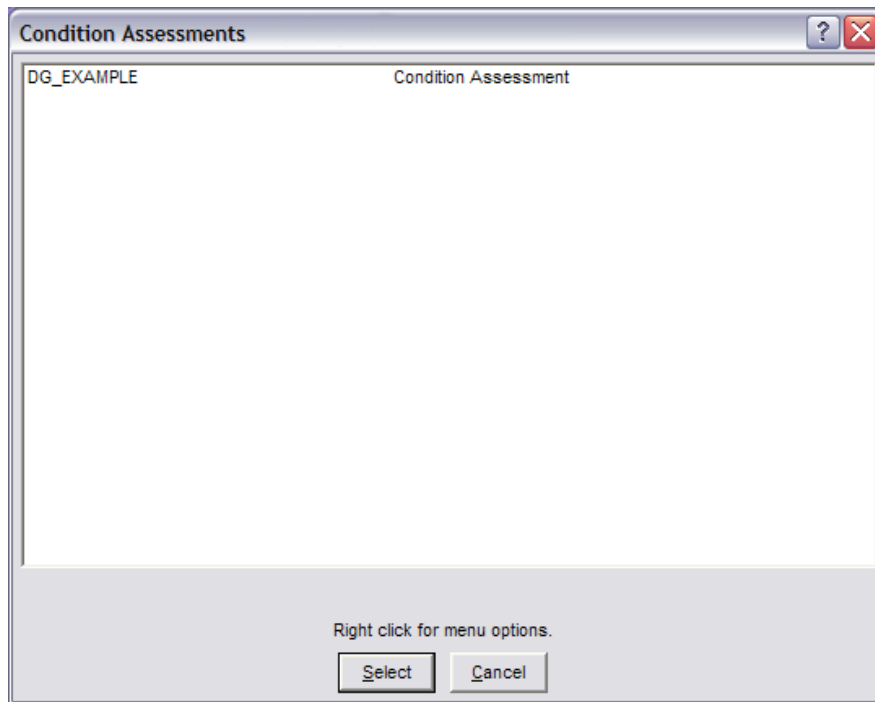 Condition Assessments
DG_EXAMPLE Condition Assessment
Right click for menu options.
Select Cancel